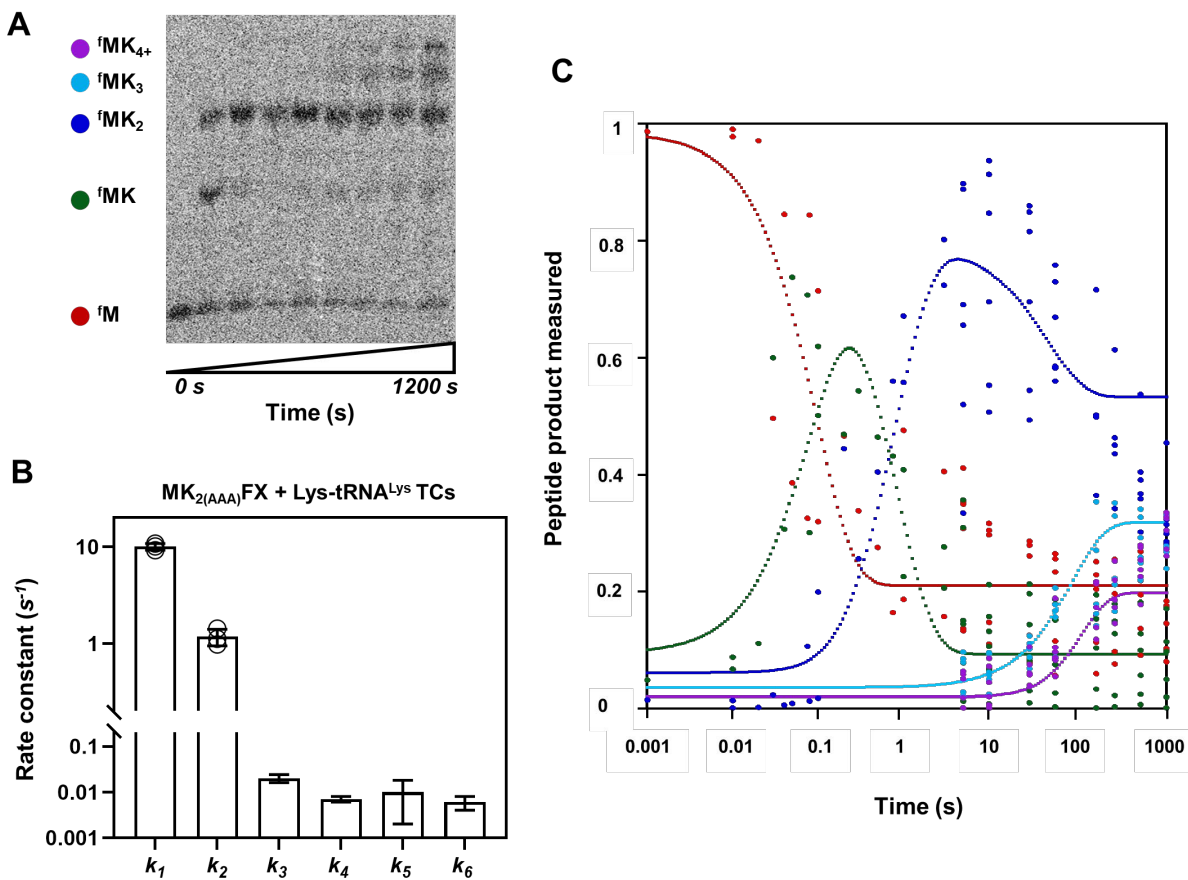 A
ᶠMK₄₊
ᶠMK₃
ᶠMK₂
ᶠMK
ᶠM
0 s
1200 s
Time (s)
B
MK₂₍AAA₎FX + Lys-tRNAᴸʸˢ TCs
Rate constant (s⁻¹)
10
1
0.1
0.01
0.001
k₁
k₂
k₃
k₄
k₅
k₆
C
Peptide product measured
1
0.8
0.6
0.4
0.2
0
0.001
0.01
0.1
1
10
100
1000
Time (s)